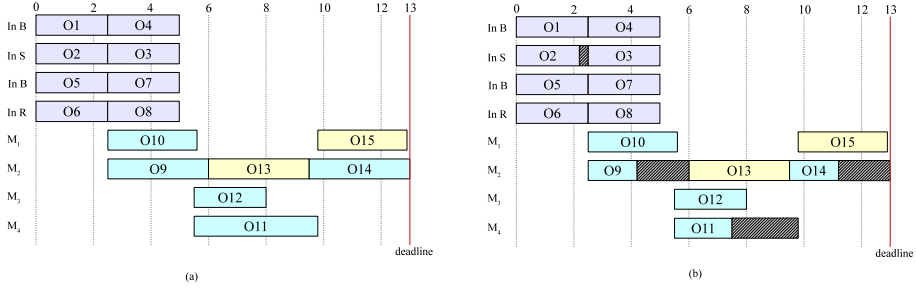 0 2 4 6 8 10 12 13
In B O1 O4
In S O2 O3
In B O5 O7
In R O6 O8
M1 O10 O15
M2 O9 O13 O14
M3 O12
M4 O11
deadline
(a)
0 2 4 6 8 10 12 13
In B O1 O4
In S O2 O3
In B O5 O7
In R O6 O8
M1 O10 O15
M2 O9 O13 O14
M3 O12
M4 O11
deadline
(b)